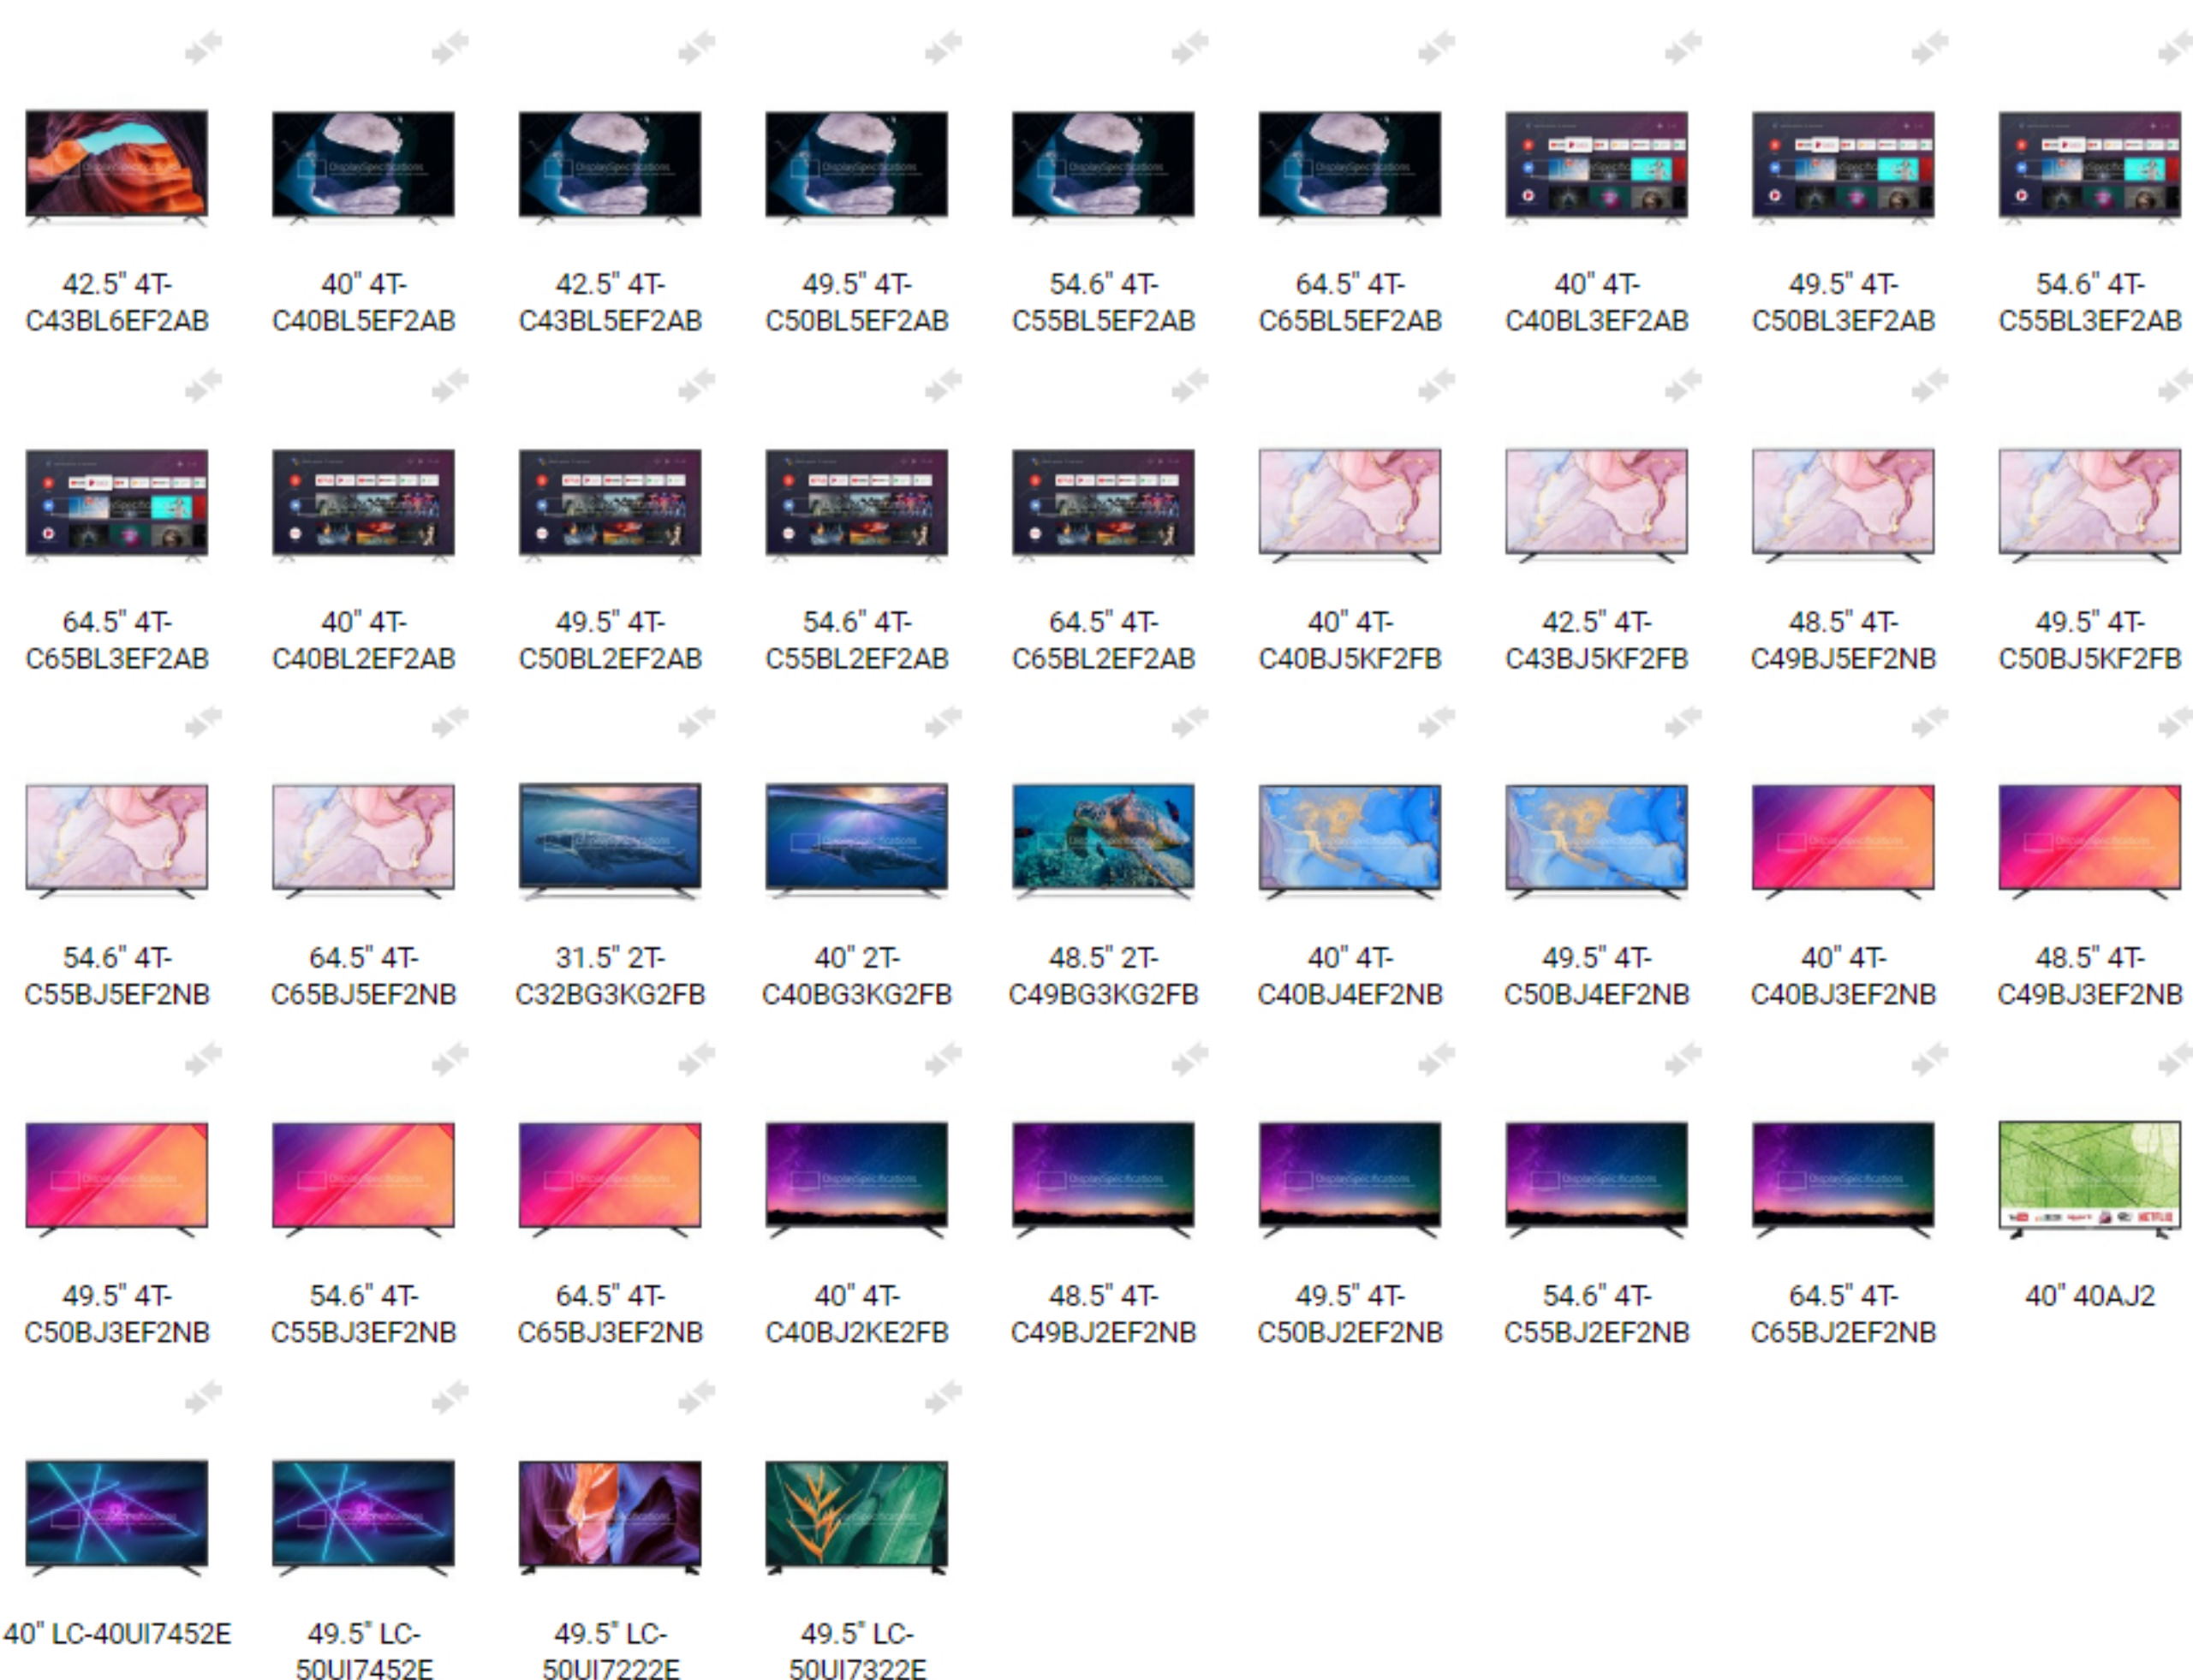 42.5" 4T-
C43BL6EF2AB
40" 4T-
C40BL5EF2AB
42.5" 4T-
C43BL5EF2AB
49.5" 4T-
C50BL5EF2AB
54.6" 4T-
C55BL5EF2AB
64.5" 4T-
C65BL5EF2AB
40" 4T-
C40BL3EF2AB
49.5" 4T-
C50BL3EF2AB
54.6" 4T-
C55BL3EF2AB
64.5" 4T-
C65BL3EF2AB
40" 4T-
C40BL2EF2AB
49.5" 4T-
C50BL2EF2AB
54.6" 4T-
C55BL2EF2AB
64.5" 4T-
C65BL2EF2AB
40" 4T-
C40BJ5KF2FB
42.5" 4T-
C43BJ5KF2FB
48.5" 4T-
C49BJ5EF2NB
49.5" 4T-
C50BJ5KF2FB
54.6" 4T-
C55BJ5EF2NB
64.5" 4T-
C65BJ5EF2NB
31.5" 2T-
C32BG3KG2FB
40" 2T-
C40BG3KG2FB
48.5" 2T-
C49BG3KG2FB
40" 4T-
C40BJ4EF2NB
49.5" 4T-
C50BJ4EF2NB
40" 4T-
C40BJ3EF2NB
48.5" 4T-
C49BJ3EF2NB
49.5" 4T-
C50BJ3EF2NB
54.6" 4T-
C55BJ3EF2NB
64.5" 4T-
C65BJ3EF2NB
40" 4T-
C40BJ2KE2FB
48.5" 4T-
C49BJ2EF2NB
49.5" 4T-
C50BJ2EF2NB
54.6" 4T-
C55BJ2EF2NB
64.5" 4T-
C65BJ2EF2NB
NETFLIX
40" 40AJ2
40" LC-40UI7452E
49.5" LC-
50UI7452E
49.5" LC-
50UI7222E
49.5" LC-
50UI7322E